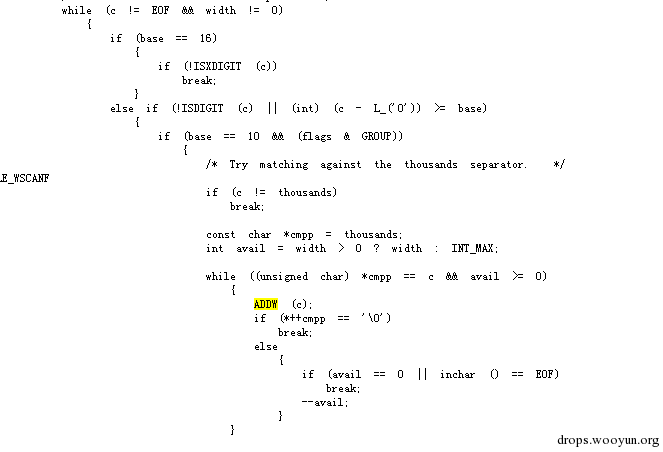 while (c != EOF && width != 0)
{
if (base == 16)
{
if (!ISXDIGIT (c))
break;
}
else if (!ISDIGIT (c) || (int) (c - L_('0')) >= base)
{
if (base == 10 && (flags & GROUP))
{
/* Try matching against the thousands separator. */
LE_WSCANF
if (c != thousands)
break;
const char *cmpp = thousands;
int avail = width > 0 ? width : INT_MAX;
while ((unsigned char) *cmpp == c && avail >= 0)
{
ADDW (c);
if (*++cmpp == '\0')
break;
else
{
if (avail == 0 || inchar () == EOF)
break;
--avail;
}
}
drops.wooyun.org